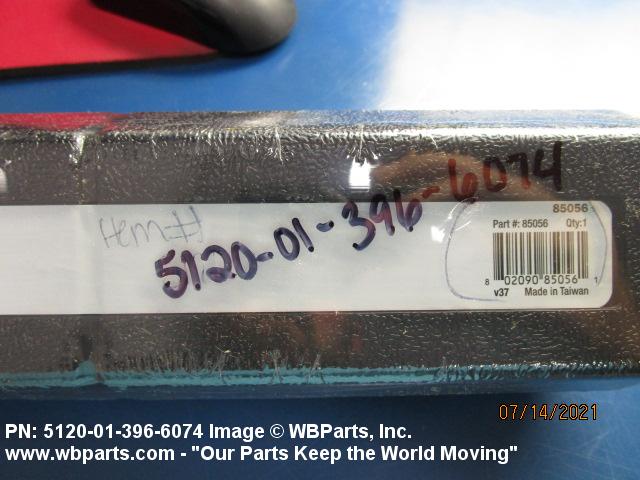 Item #
5120-01-396-6074
85056
Part #: 85056 Qty:1
8 02090 85056 1
v37 Made in Taiwan
07/14/2021
PN: 5120-01-396-6074 Image © WBParts, Inc.
www.wbparts.com - "Our Parts Keep the World Moving"